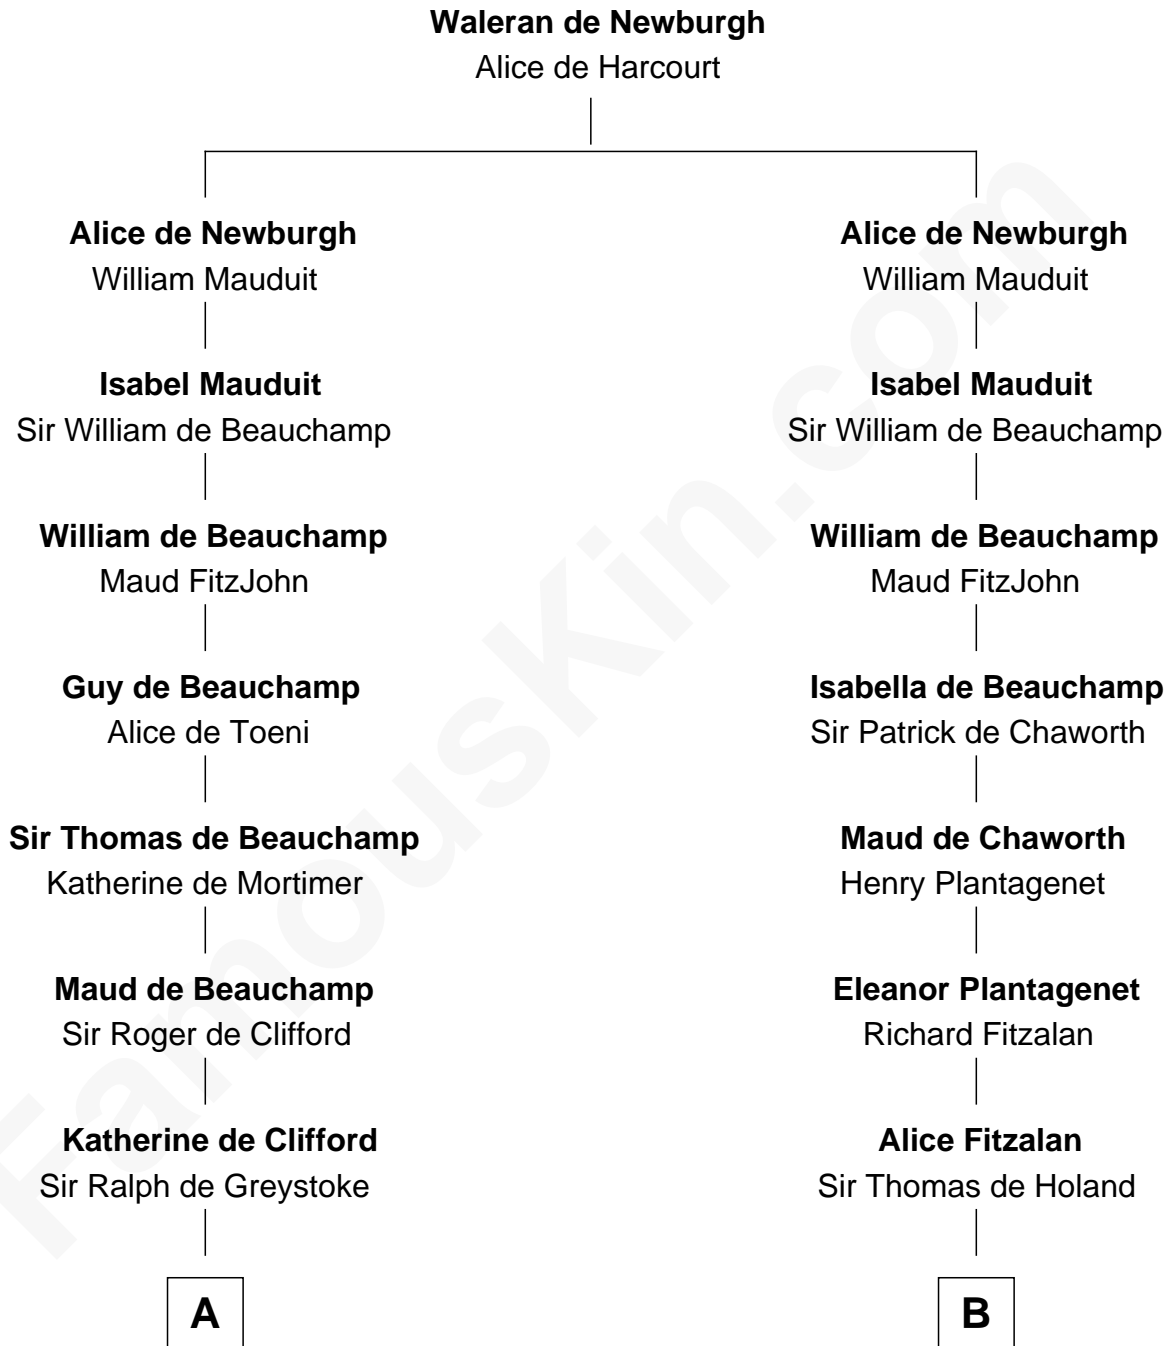 Waleran de Newburgh
Alice de Harcourt
Alice de Newburgh
William Mauduit
Alice de Newburgh
William Mauduit
Isabel Mauduit
Sir William de Beauchamp
Isabel Mauduit
Sir William de Beauchamp
William de Beauchamp
Maud FitzJohn
William de Beauchamp
Maud FitzJohn
Guy de Beauchamp
Alice de Toeni
Isabella de Beauchamp
Sir Patrick de Chaworth
Sir Thomas de Beauchamp
Katherine de Mortimer
Maud de Chaworth
Henry Plantagenet
Maud de Beauchamp
Sir Roger de Clifford
Eleanor Plantagenet
Richard Fitzalan
Katherine de Clifford
Sir Ralph de Greystoke
Alice Fitzalan
Sir Thomas de Holand
A
B
FamousKin.com